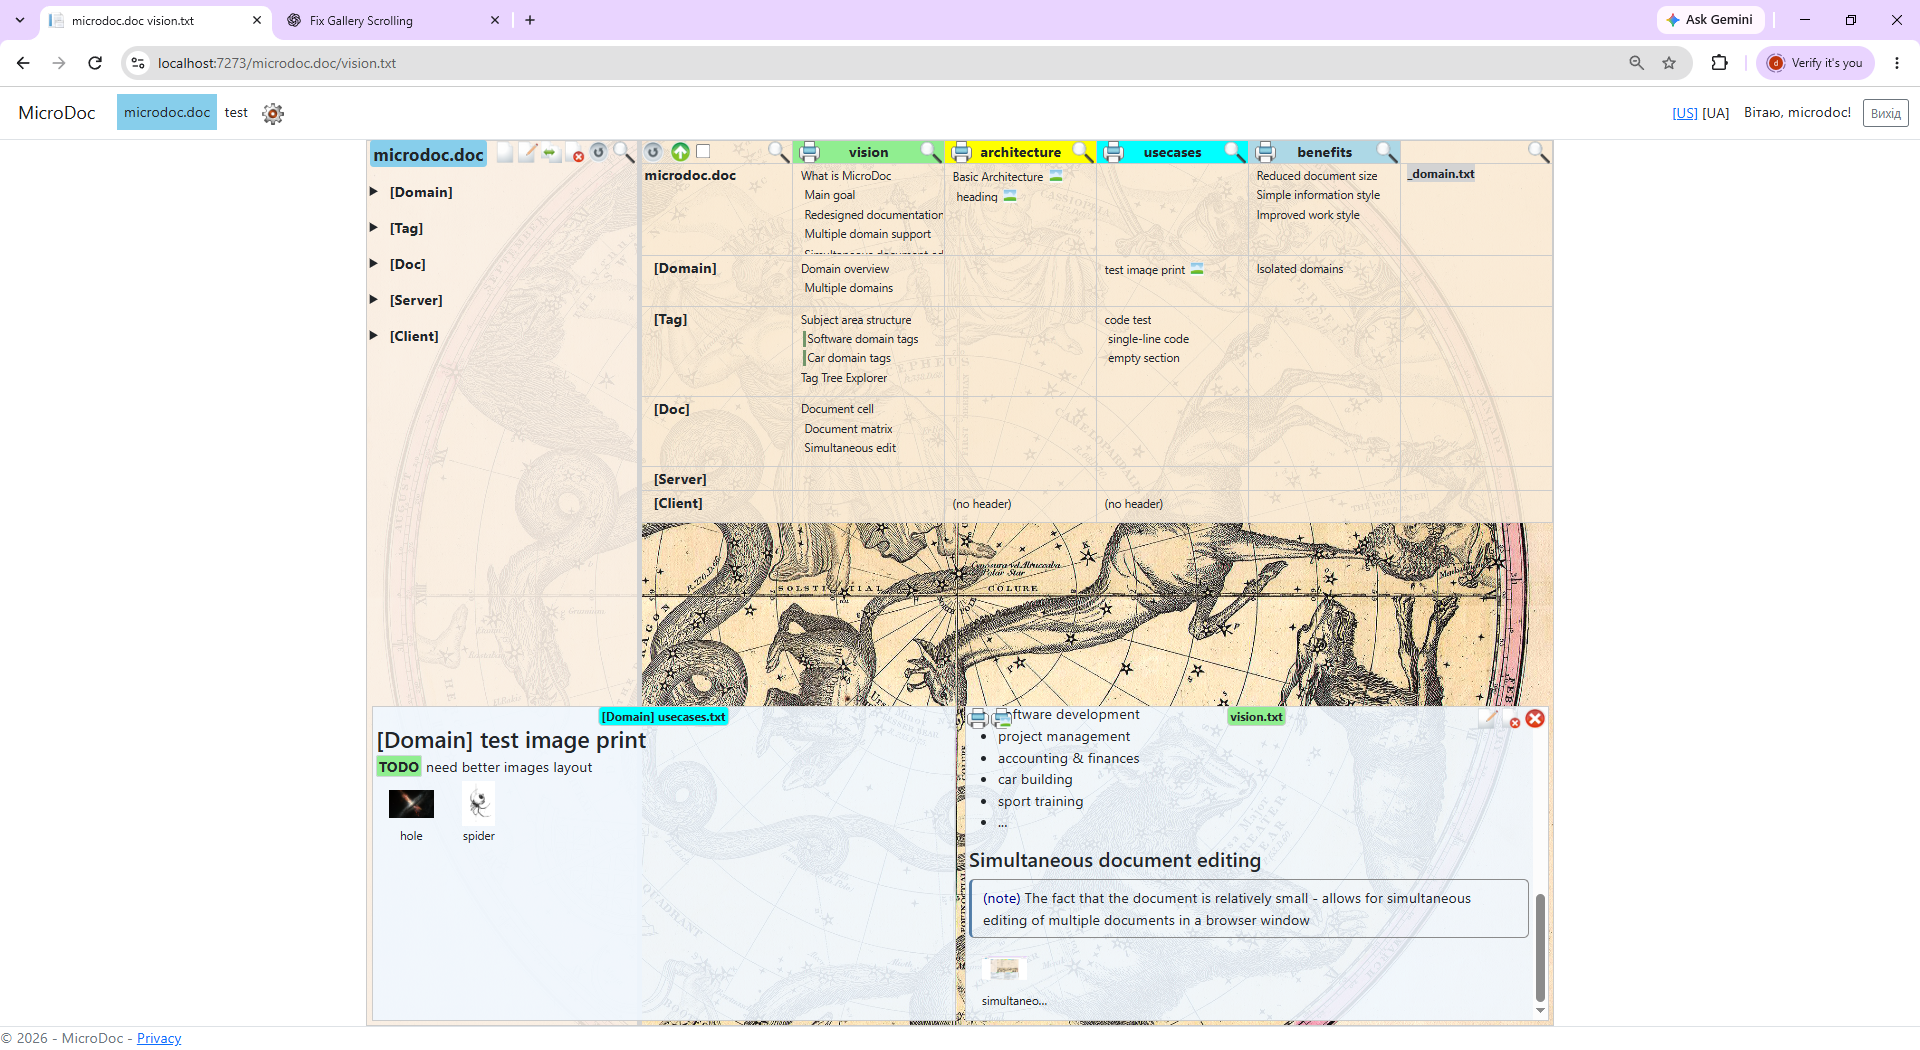 microdoc.doc vision.txt
Fix Gallery Scrolling
Ask Gemini
localhost:7273/microdoc.doc/vision.txt
Verify it's you
MicroDoc
microdoc.doc
test
[US] [UA]
Вітаю, microdoc!
Вихід
microdoc.doc
[Domain]
[Tag]
[Doc]
[Server]
[Client]
vision
architecture
usecases
benefits
microdoc.doc
What is MicroDoc
Main goal
Redesigned documentation
Multiple domain support
Basic Architecture
heading
Reduced document size
Simple information style
Improved work style
_domain.txt
[Domain]
Domain overview
Multiple domains
test image print
Isolated domains
[Tag]
Subject area structure
Software domain tags
Car domain tags
Tag Tree Explorer
code test
single-line code
empty section
[Doc]
Document cell
Document matrix
Simultaneous edit
[Server]
[Client]
(no header)
(no header)
SOLSTITIAL
COLURE
Polar Star
[Domain] usecases.txt
[Domain] test image print
TODO need better images layout
hole
spider
vision.txt
ftware development
project management
accounting & finances
car building
sport training
...
Simultaneous document editing
(note) The fact that the document is relatively small - allows for simultaneous
editing of multiple documents in a browser window
simultaneo...
© 2026 - MicroDoc - Privacy